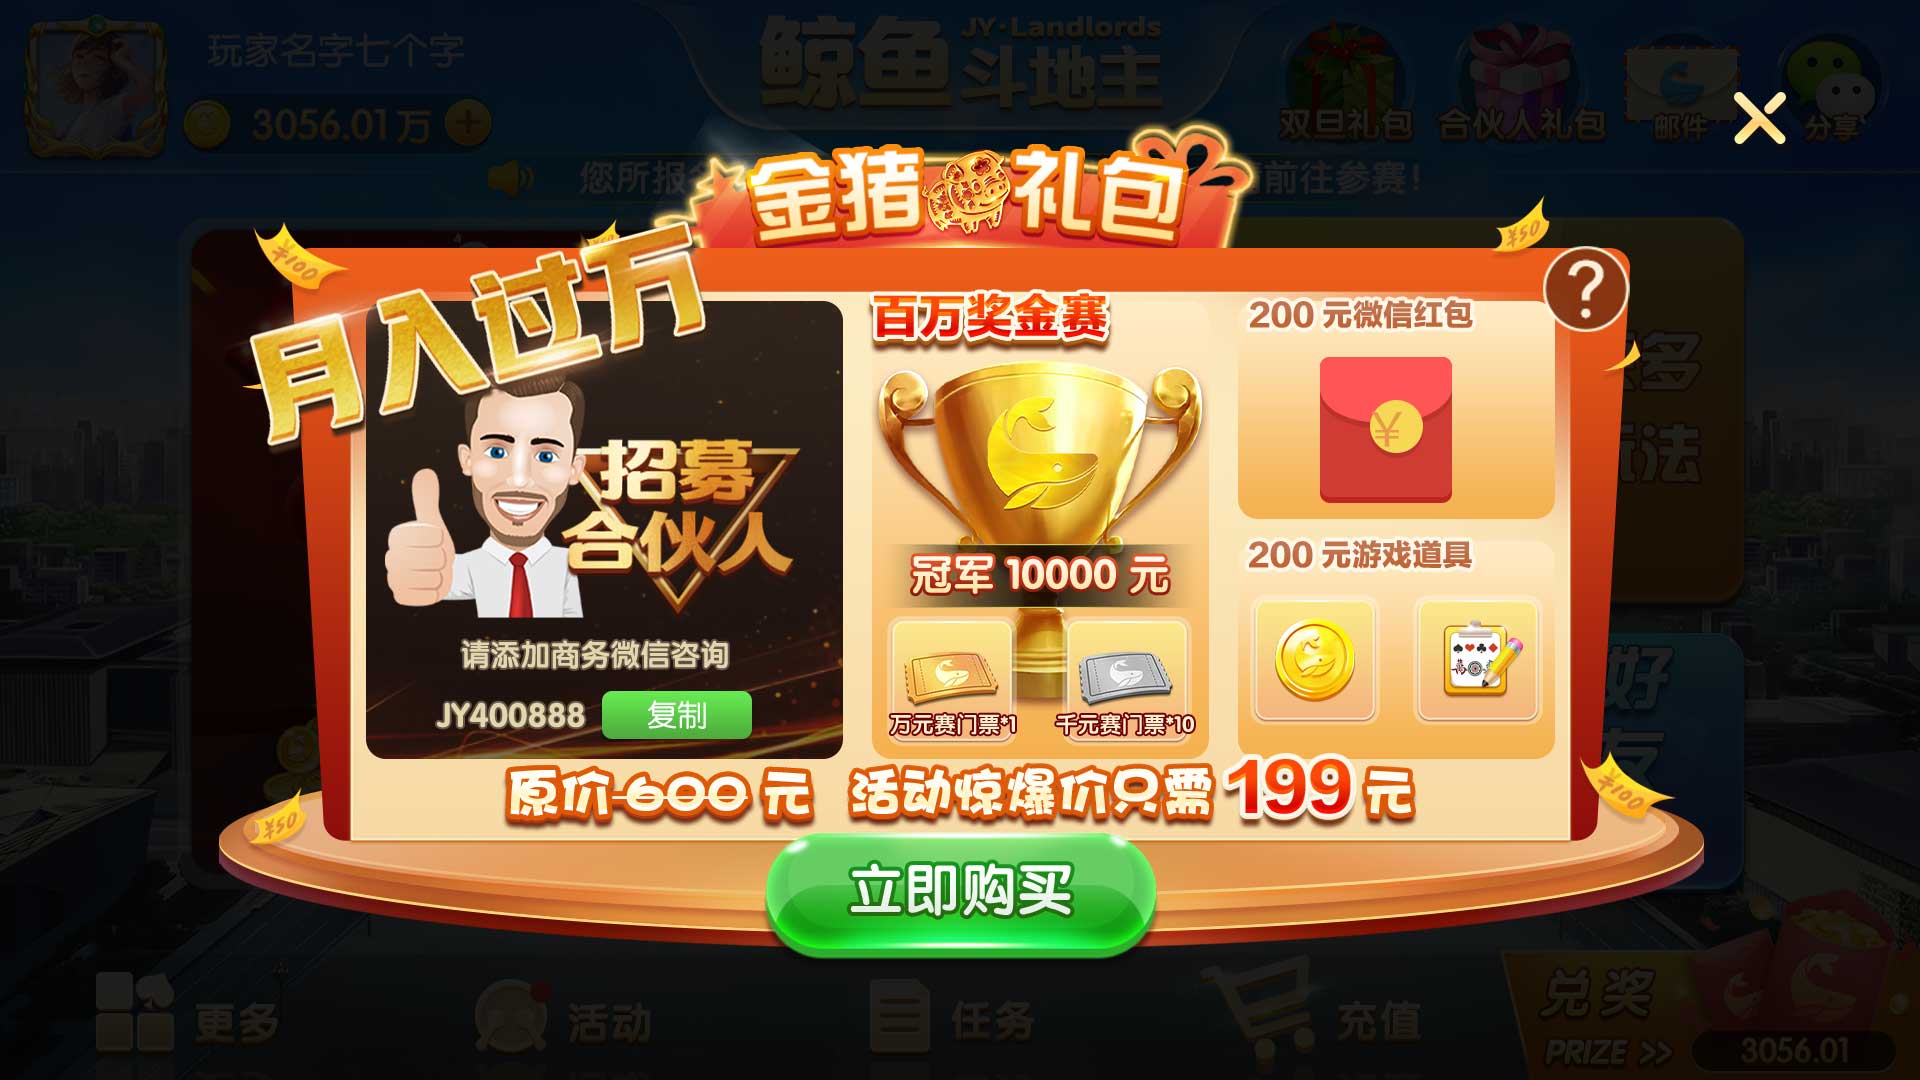 玩家名字七个字
3056.01万
鲸鱼
JY·Landlords
斗地主
双旦礼包
合伙人礼包
邮件
分享
您所报
前往参赛!
金猪礼包
¥100
¥50
¥50
月入过万
招募
合伙人
请添加商务微信咨询
JY400888
复制
百万奖金赛
冠军 10000 元
万元赛门票*1
千元赛门票*10
200 元微信红包
¥
?
200 元游戏道具
多
法
好
友
¥50
¥100
原价 600 元 活动惊爆价只需 199 元
立即购买
更多
活动
任务
充值
兑奖
PRIZE >>
3056.01